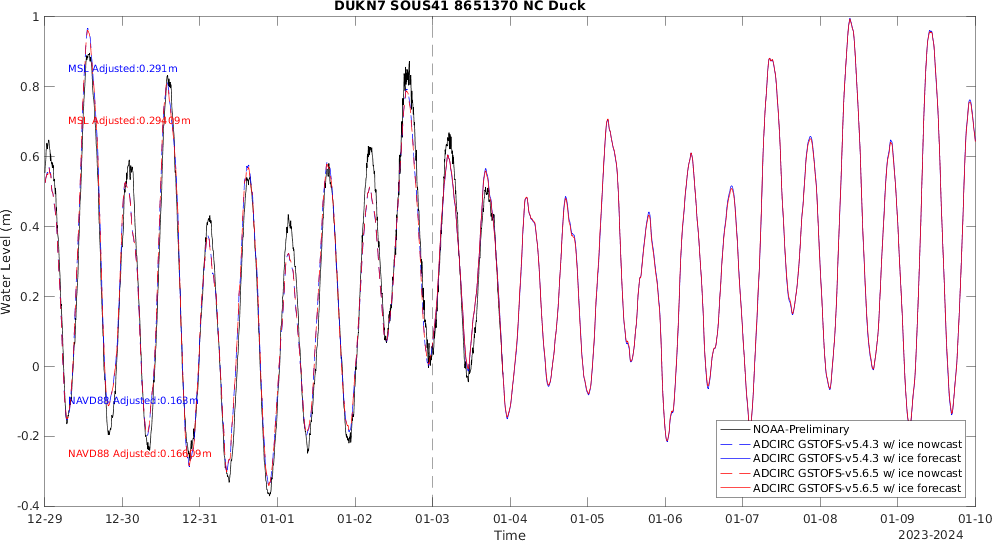 DUKN7 SOUS41 8651370 NC Duck
1
0.8
0.6
0.4
0.2
0
-0.2
-0.4
Water Level (m)
MSL Adjusted:0.291m
MSL Adjusted:0.29409m
NAVD88 Adjusted:0.163m
NAVD88 Adjusted:0.16609m
NOAA-Preliminary
ADCIRC GSTOFS-v5.4.3 w/ ice nowcast
ADCIRC GSTOFS-v5.4.3 w/ ice forecast
ADCIRC GSTOFS-v5.6.5 w/ ice nowcast
ADCIRC GSTOFS-v5.6.5 w/ ice forecast
12-29 12-30 12-31 01-01 01-02 01-03 01-04 01-05 01-06 01-07 01-08 01-09 01-10
Time
2023-2024